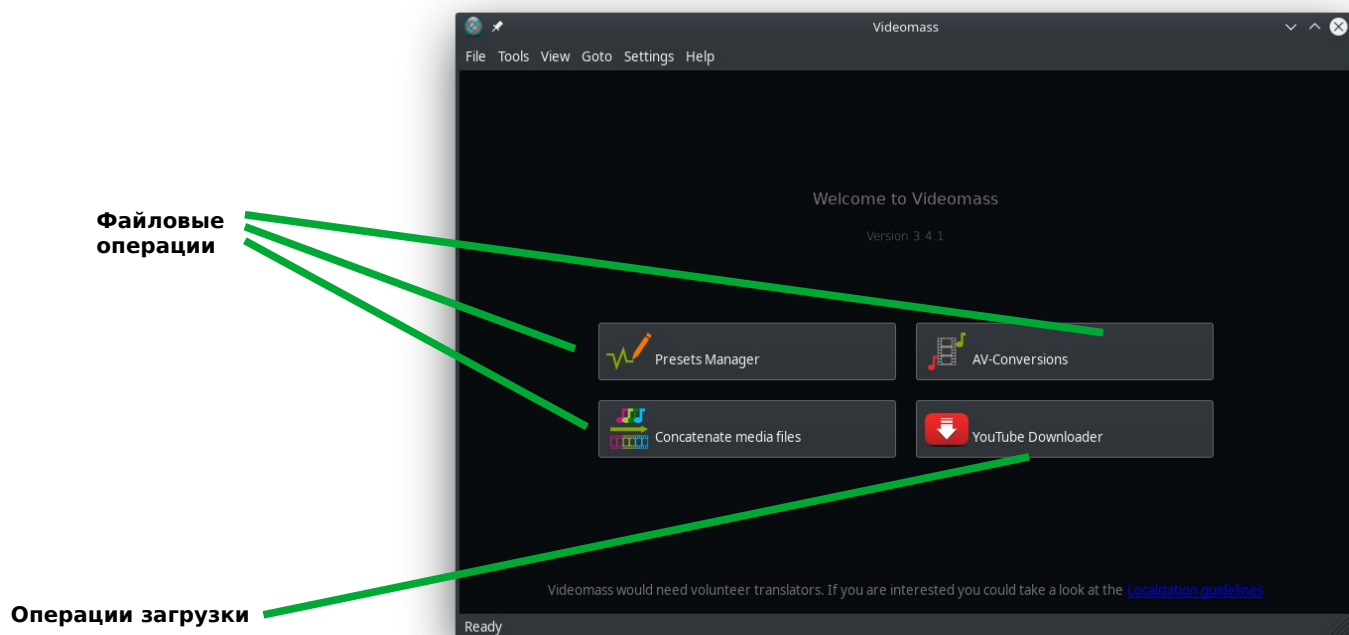 Videomass
File Tools View Goto Settings Help
Welcome to Videomass
Version 3.4.1
Файловые
операции
Presets Manager
AV-Conversions
Concatenate media files
YouTube Downloader
Videomass would need volunteer translators. If you are interested you could take a look at the Localization guidelines
Операции загрузки
Ready